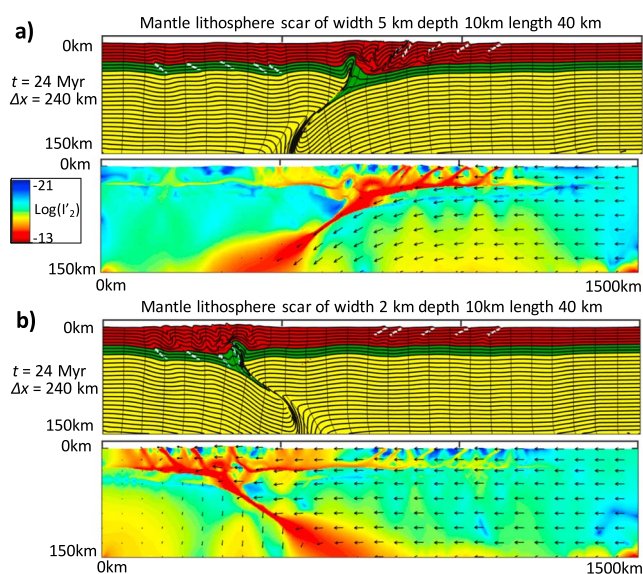 Mantle lithosphere scar of width 5 km depth 10km length 40 km
a)
0km
t = 24 Myr
Δx = 240 km
150km
0km
-21
Log(I′₂)
-13
150km
0km 1500km
Mantle lithosphere scar of width 2 km depth 10km length 40 km
b)
0km
t = 24 Myr
Δx = 240 km
150km
0km
150km
0km 1500km